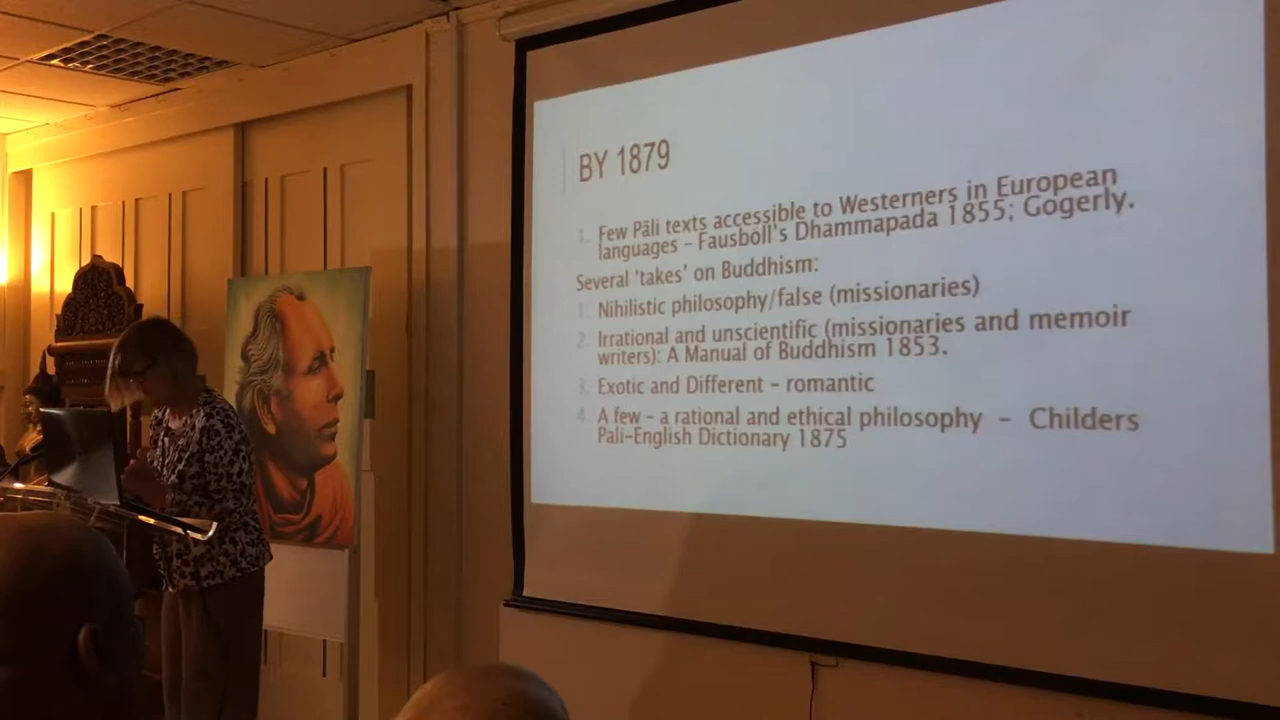 BY 1879
1. Few Pāli texts accessible to Westerners in European
languages – Fausboll's Dhammapada 1855; Gogerly.
Several 'takes' on Buddhism:
1. Nihilistic philosophy/false (missionaries)
2. Irrational and unscientific (missionaries and memoir
writers): A Manual of Buddhism 1853.
3. Exotic and Different – romantic
4. A few – a rational and ethical philosophy – Childers
Pali-English Dictionary 1875